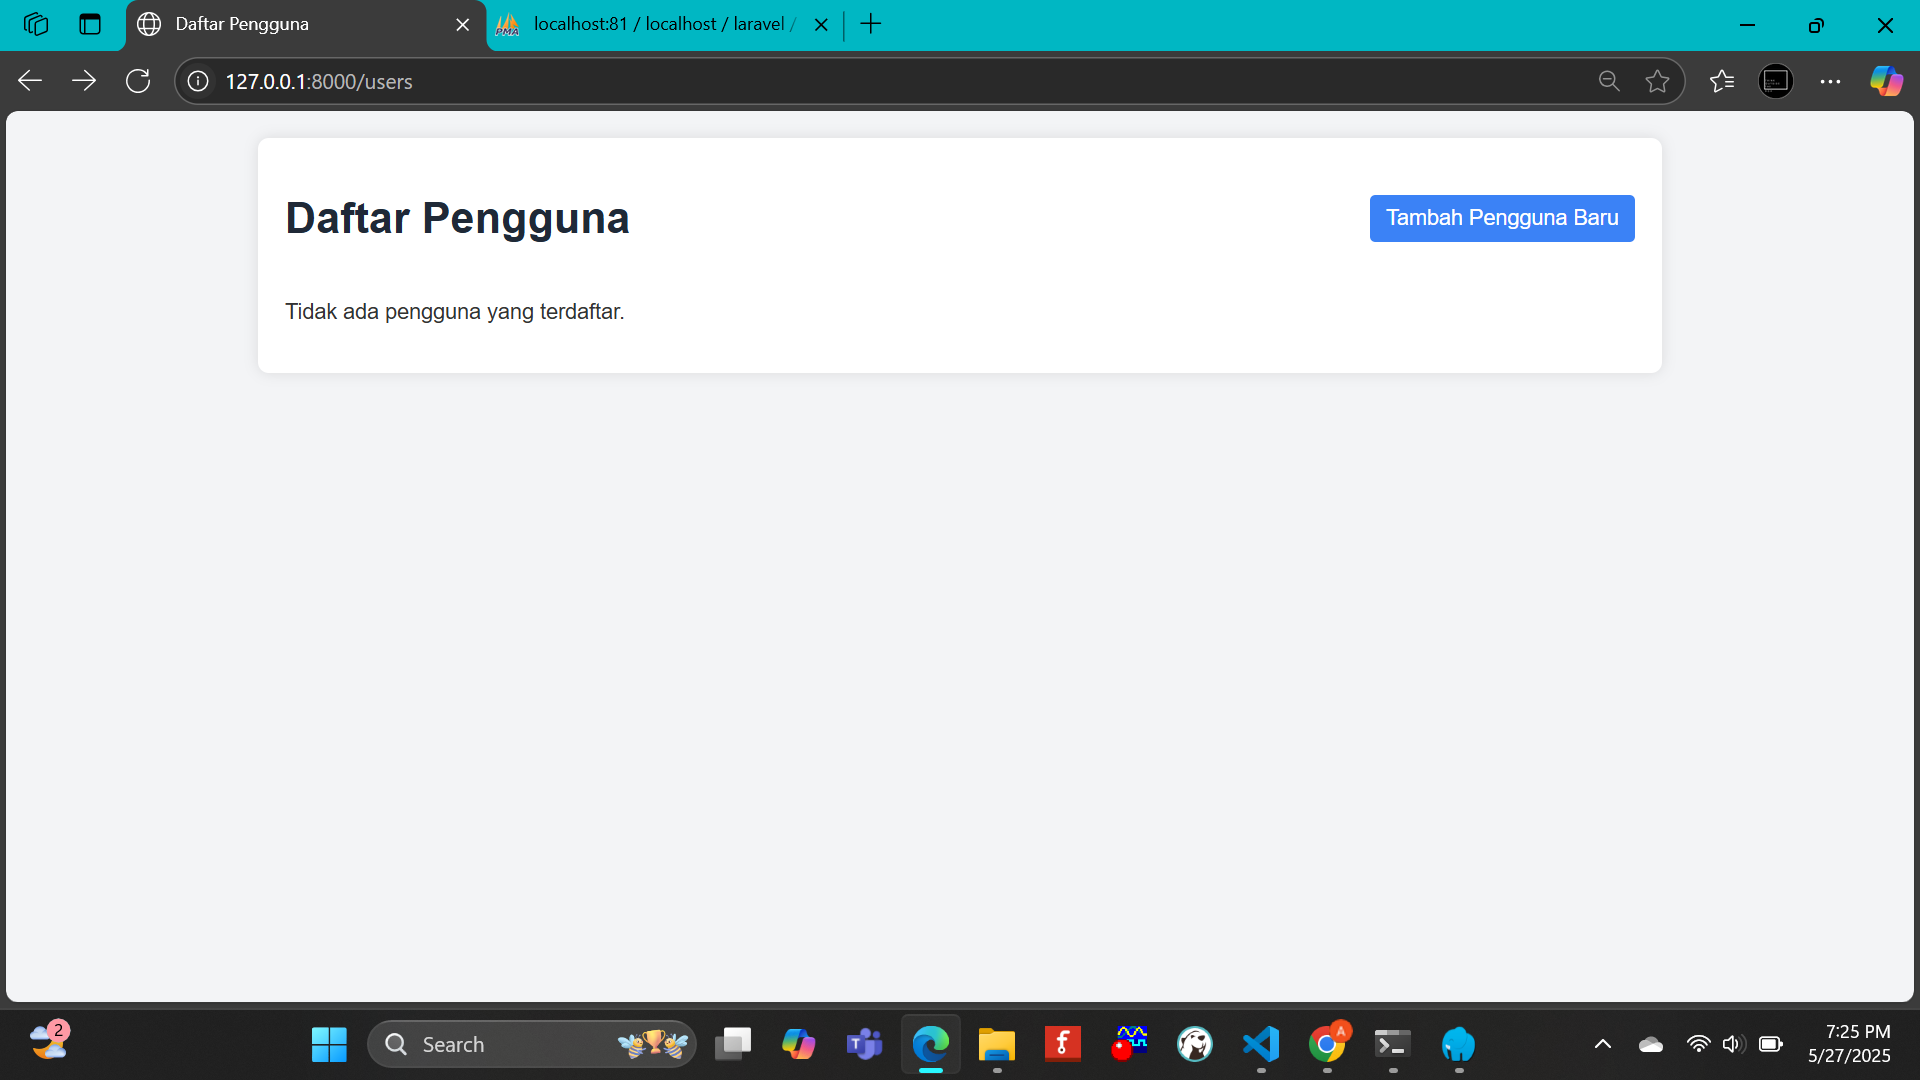 Daftar Pengguna
localhost:81 / localhost / laravel /
127.0.0.1:8000/users
Daftar Pengguna
Tambah Pengguna Baru
Tidak ada pengguna yang terdaftar.
2
Search
7:25 PM
5/27/2025